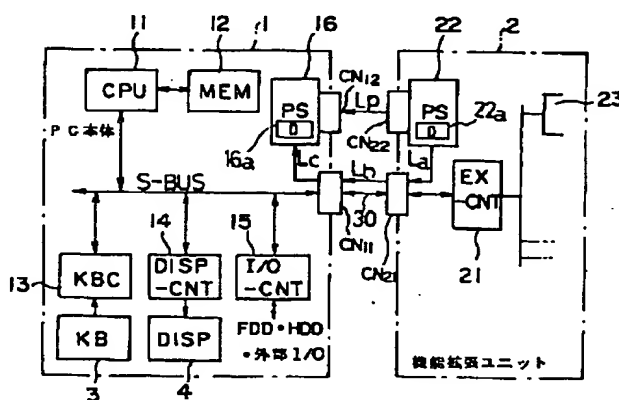 11
12
16
1
22
2
CPU
MEM
PS
D
16a
CN12
Lp
CN22
PS
D
22a
23
PC本体
Lc
La
Lb
S-BUS
30
EX
-CNT
21
CN11
CN21
14
15
13
KBC
DISP
-CNT
I/O
-CNT
KB
DISP
FDD・HDD
・外部I/O
機能拡張ユニット
3
4